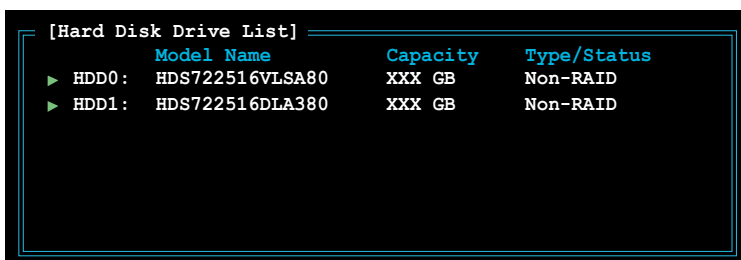 [Hard Disk Drive List]
Model Name Capacity Type/Status
HDD0: HDS722516VLSA80 XXX GB Non-RAID
HDD1: HDS722516DLA380 XXX GB Non-RAID